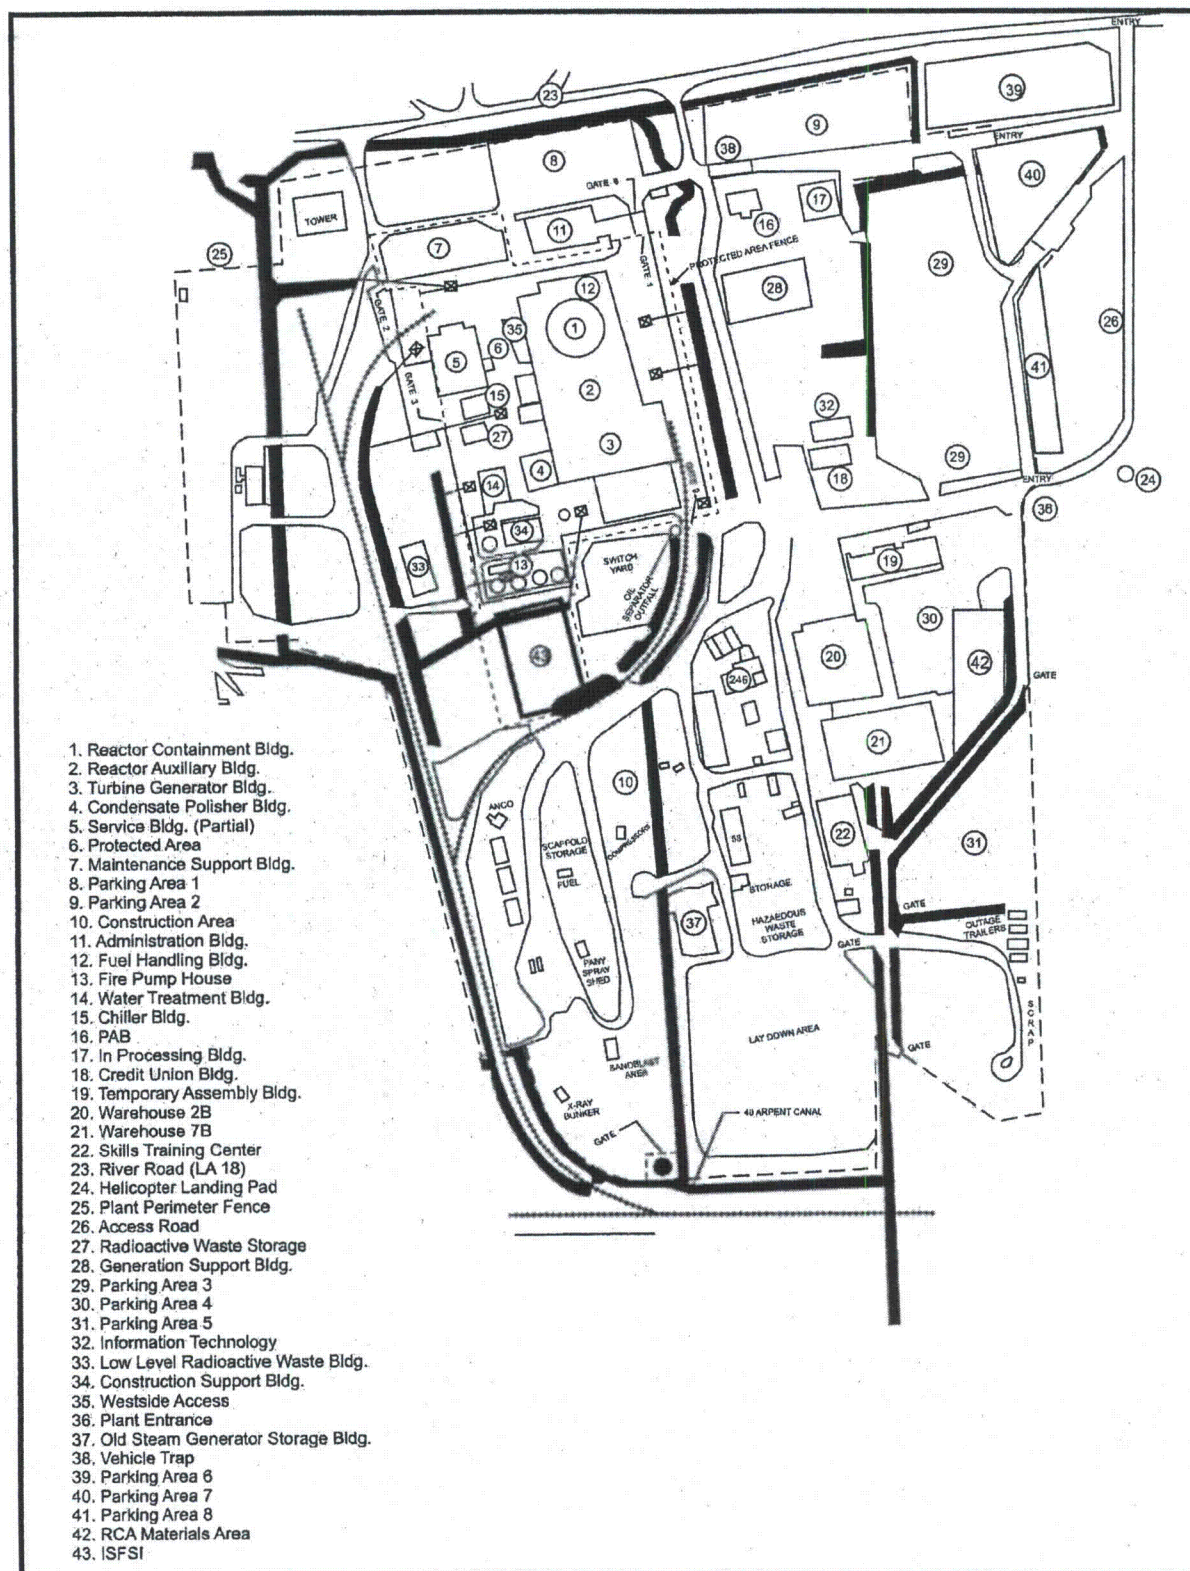 ENTRY
23
39
9
38
ENTRY
8
40
GATE 8
17
TOWER
16
11
7
25
PROTECTED AREA FENCE
GATE 1
29
12
28
GATE 2
35
1
26
6
5
GATE 3
41
2
15
32
27
3
29
4
18
14
ENTRY
24
36
34
SWITCH
YARD
19
33
13
OIL
SEPARATOR
OUTFALL
30
20
43
42
246
GATE
21
10
ANCO
COMPRESSORS
58
22
SCAFFOLD
STORAGE
31
FUEL
STORAGE
GATE
37
HAZAEDOUS
WASTE
STORAGE
OUTAGE
TRAILERS
GATE
PANY
SPRAY
SHED
SCRAP
LAY DOWN AREA
GATE
SANDBLAST
AREA
X-RAY
BUNKER
40 ARPENT CANAL
GATE
1. Reactor Containment Bldg.
2. Reactor Auxiliary Bldg.
3. Turbine Generator Bldg.
4. Condensate Polisher Bldg.
5. Service Bldg. (Partial)
6. Protected Area
7. Maintenance Support Bldg.
8. Parking Area 1
9. Parking Area 2
10. Construction Area
11. Administration Bldg.
12. Fuel Handling Bldg.
13. Fire Pump House
14. Water Treatment Bldg.
15. Chiller Bldg.
16. PAB
17. In Processing Bldg.
18. Credit Union Bldg.
19. Temporary Assembly Bldg.
20. Warehouse 2B
21. Warehouse 7B
22. Skills Training Center
23. River Road (LA 18)
24. Helicopter Landing Pad
25. Plant Perimeter Fence
26. Access Road
27. Radioactive Waste Storage
28. Generation Support Bldg.
29. Parking Area 3
30. Parking Area 4
31. Parking Area 5
32. Information Technology
33. Low Level Radioactive Waste Bldg.
34. Construction Support Bldg.
35. Westside Access
36. Plant Entrance
37. Old Steam Generator Storage Bldg.
38. Vehicle Trap
39. Parking Area 6
40. Parking Area 7
41. Parking Area 8
42. RCA Materials Area
43. ISFSI